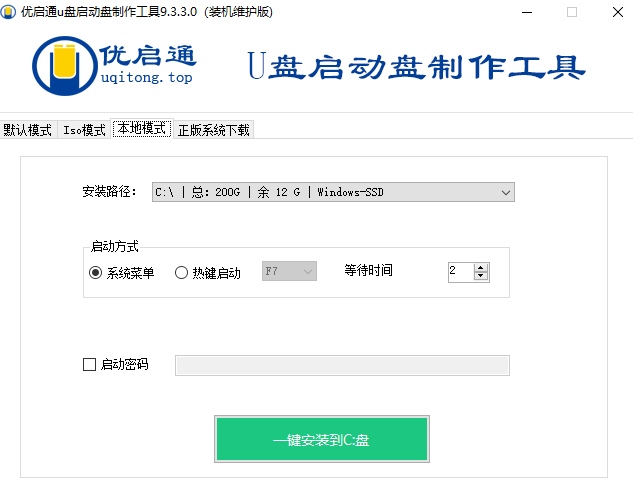 优启通u盘启动盘制作工具9.3.3.0（装机维护版)
优启通
uqitong.top
U盘启动盘制作工具
默认模式 Iso模式 本地模式 正版系统下载
安装路径： C:\ | 总: 200G | 余 12 G | Windows-SSD
启动方式
系统菜单 热键启动 F7 等待时间 2
启动密码
一键安装到C:盘